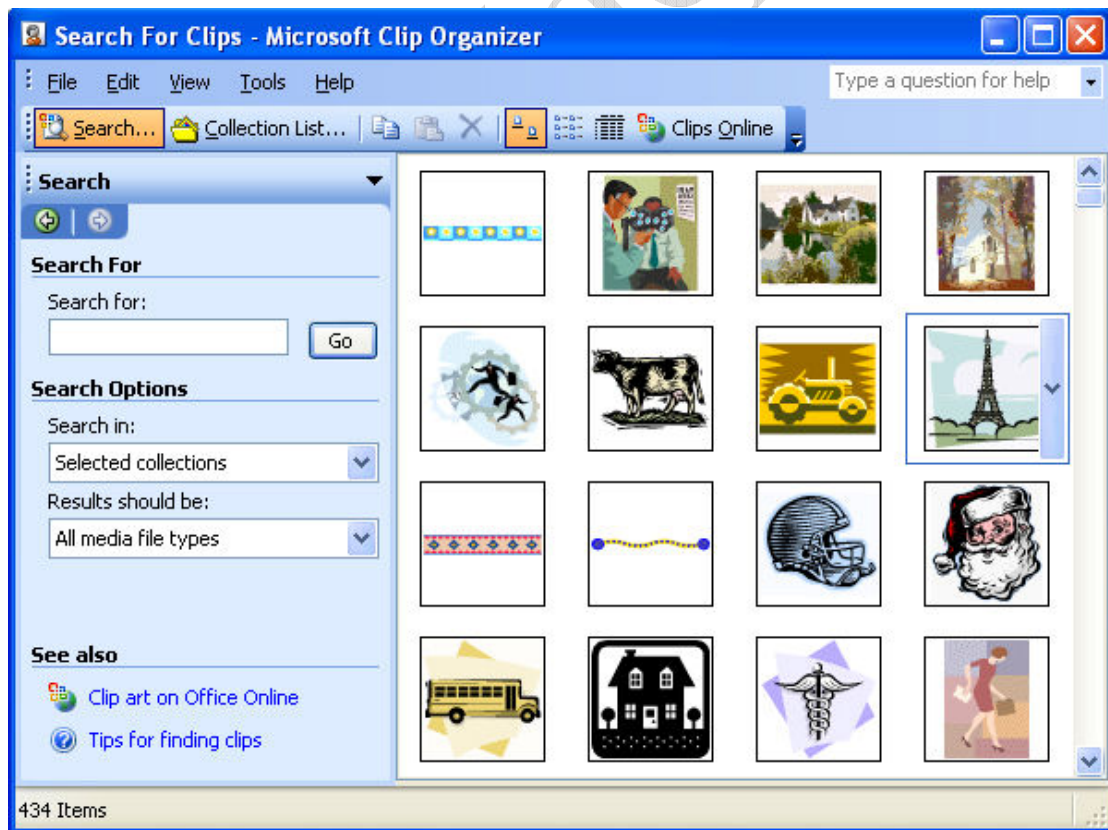 Search For Clips - Microsoft Clip Organizer
File Edit View Tools Help
Type a question for help
Search... Collection List... Clips Online
Search
Search For
Search for:
Go
Search Options
Search in:
Selected collections
Results should be:
All media file types
See also
Clip art on Office Online
Tips for finding clips
434 Items